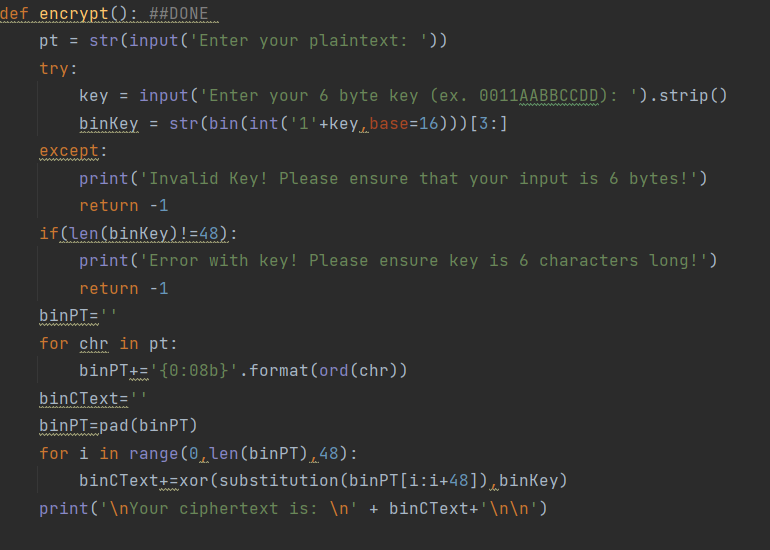 def encrypt(): ##DONE
    pt = str(input('Enter your plaintext: '))
    try:
        key = input('Enter your 6 byte key (ex. 0011AABBCCDD): ').strip()
        binKey = str(bin(int('1'+key,base=16)))[3:]
    except:
        print('Invalid Key! Please ensure that your input is 6 bytes!')
        return -1
    if(len(binKey)!=48):
        print('Error with key! Please ensure key is 6 characters long!')
        return -1
    binPT=''
    for chr in pt:
        binPT+='{0:08b}'.format(ord(chr))
    binCText=''
    binPT=pad(binPT)
    for i in range(0,len(binPT),48):
        binCText+=xor(substitution(binPT[i:i+48]),binKey)
    print('\nYour ciphertext is: \n' + binCText+'\n\n')